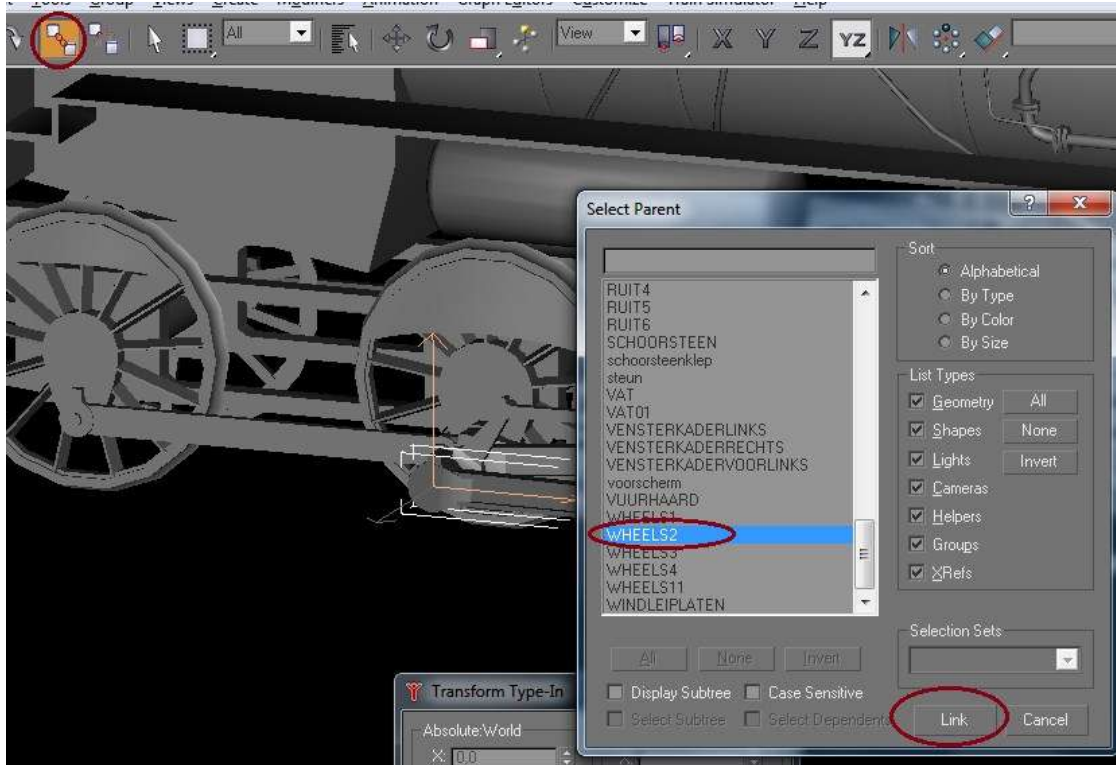 Tools Group Views Create Modifiers Animation Graph Editors Customize Train Simulator Help
All
View
X Y Z YZ
Select Parent
Sort
Alphabetical
By Type
By Color
By Size
RUIT4
RUIT5
RUIT6
SCHOORSTEEN
schoorsteenklep
steun
VAT
VAT01
VENSTERKADERLINKS
VENSTERKADERRECHTS
VENSTERKADERVOORLINKS
voorscherm
VUURHAARD
WHEELS1
WHEELS2
WHEELS3
WHEELS4
WHEELS11
WINDLEIPLATEN
List Types
Geometry All
Shapes None
Lights Invert
Cameras
Helpers
Groups
XRefs
Selection Sets
All None Invert
Display Subtree Case Sensitive
Select Subtree Select Dependents
Link Cancel
Transform Type-In
Absolute:World
X: 0,0